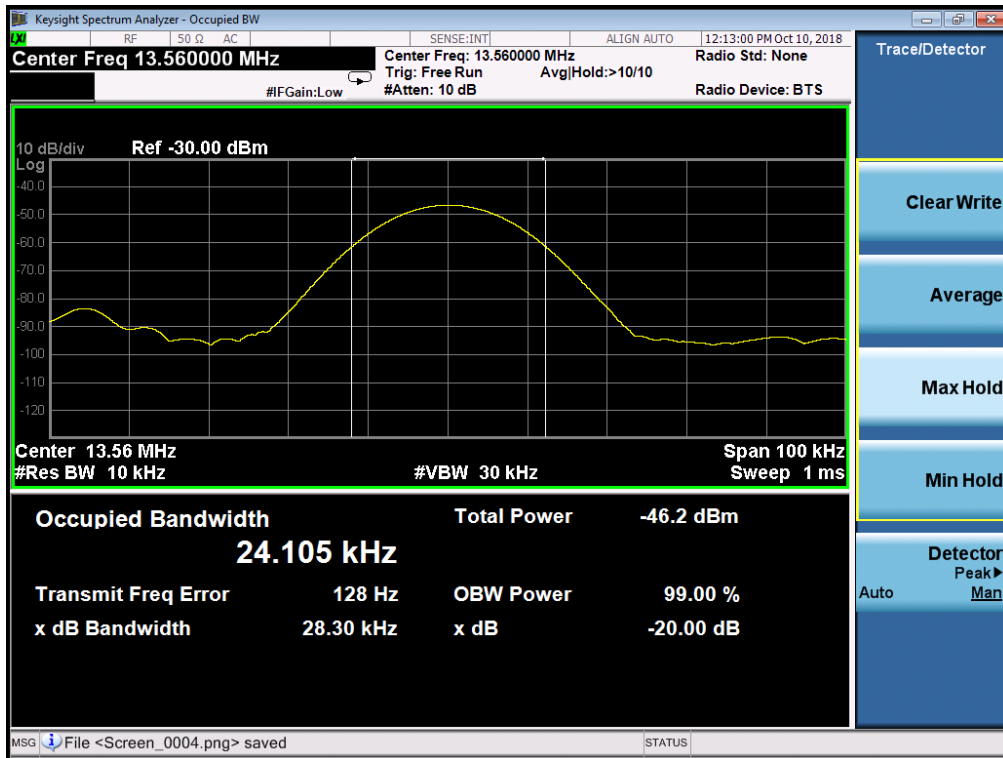 Keysight Spectrum Analyzer - Occupied BW
LXI RF 50 Ω AC SENSE:INT ALIGN AUTO 12:13:00 PM Oct 10, 2018
Center Freq 13.560000 MHz
Center Freq: 13.560000 MHz Radio Std: None
Trig: Free Run Avg|Hold:>10/10
#IFGain:Low #Atten: 10 dB Radio Device: BTS
Trace/Detector
10 dB/div Ref -30.00 dBm
Log
-40.0
-50.0
-60.0
-70.0
-80.0
-90.0
-100
-110
-120
Center 13.56 MHz Span 100 kHz
#Res BW 10 kHz #VBW 30 kHz Sweep 1 ms
Clear Write
Average
Max Hold
Min Hold
Detector
Peak▶
Auto Man
Occupied Bandwidth Total Power -46.2 dBm
24.105 kHz
Transmit Freq Error 128 Hz OBW Power 99.00 %
x dB Bandwidth 28.30 kHz x dB -20.00 dB
MSG File <Screen_0004.png> saved STATUS